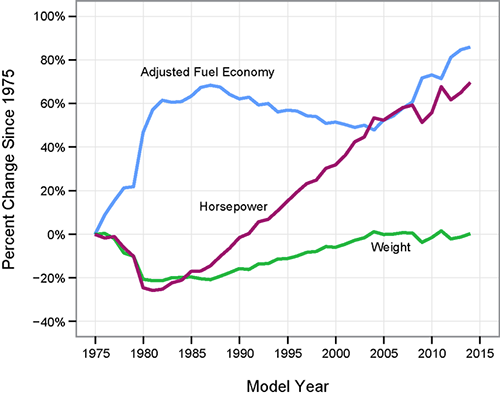 100%
80%
60%
40%
20%
0%
−20%
−40%
Percent Change Since 1975
Adjusted Fuel Economy
Horsepower
Weight
1975 1980 1985 1990 1995 2000 2005 2010 2015
Model Year